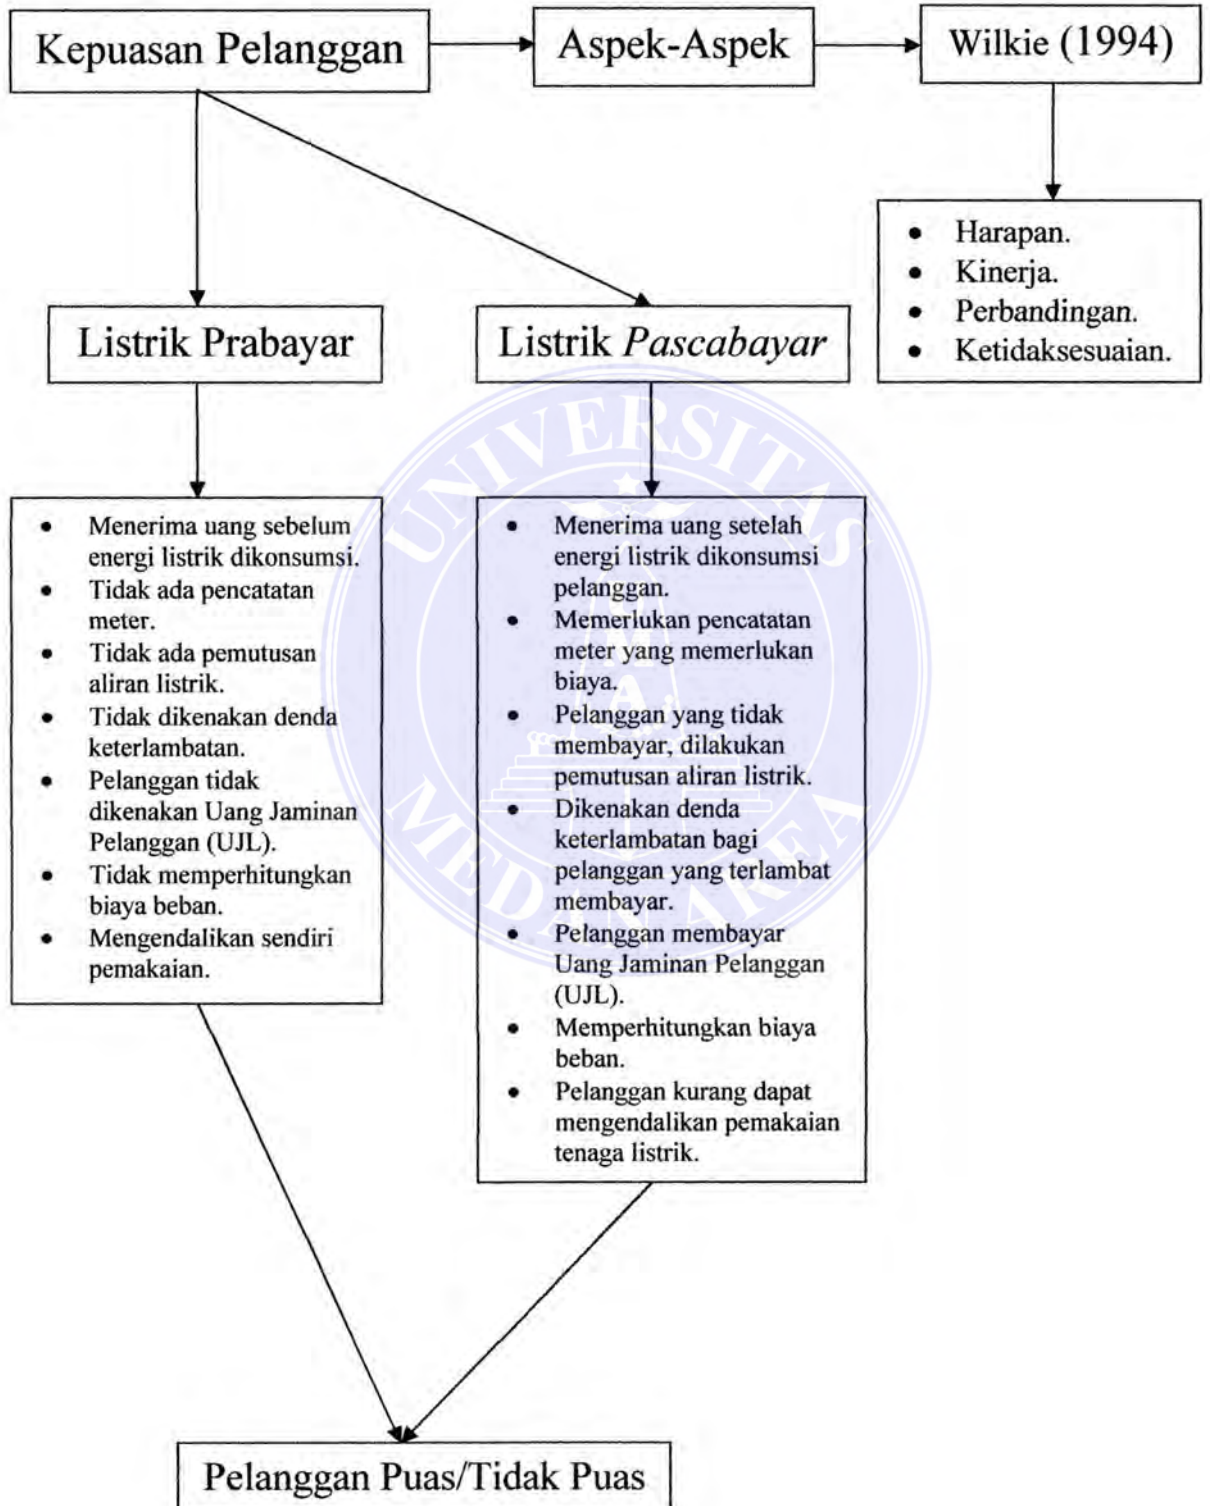 Kepuasan Pelanggan
Aspek-Aspek
Wilkie (1994)
• Harapan.
• Kinerja.
• Perbandingan.
• Ketidaksesuaian.
Listrik Prabayar
Listrik Pascabayar
• Menerima uang sebelum
energi listrik dikonsumsi.
• Tidak ada pencatatan
meter.
• Tidak ada pemutusan
aliran listrik.
• Tidak dikenakan denda
keterlambatan.
• Pelanggan tidak
dikenakan Uang Jaminan
Pelanggan (UJL).
• Tidak memperhitungkan
biaya beban.
• Mengendalikan sendiri
pemakaian.
• Menerima uang setelah
energi listrik dikonsumsi
pelanggan.
• Memerlukan pencatatan
meter yang memerlukan
biaya.
• Pelanggan yang tidak
membayar, dilakukan
pemutusan aliran listrik.
• Dikenakan denda
keterlambatan bagi
pelanggan yang terlambat
membayar.
• Pelanggan membayar
Uang Jaminan Pelanggan
(UJL).
• Memperhitungkan biaya
beban.
• Pelanggan kurang dapat
mengendalikan pemakaian
tenaga listrik.
UNIVERSITAS
MEDAN AREA
Pelanggan Puas/Tidak Puas